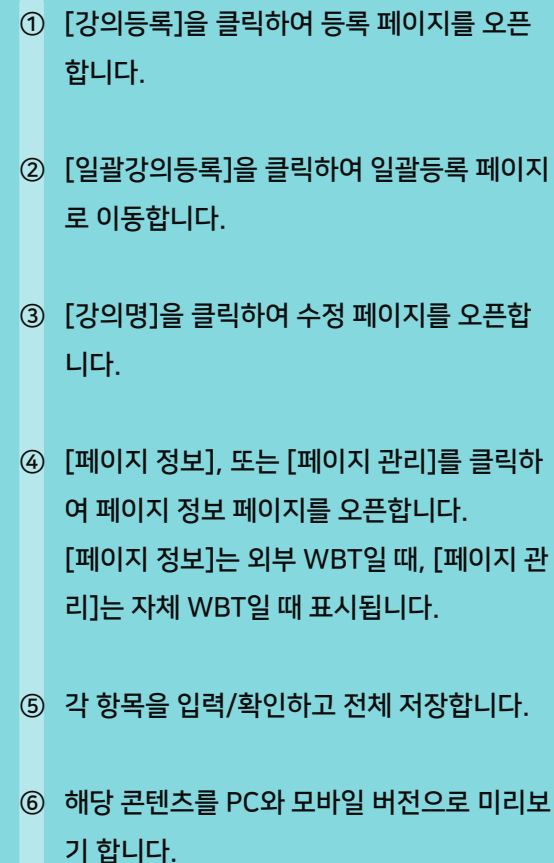 ① [강의등록]을 클릭하여 등록 페이지를 오픈
합니다.
② [일괄강의등록]을 클릭하여 일괄등록 페이지
로 이동합니다.
③ [강의명]을 클릭하여 수정 페이지를 오픈합
니다.
④ [페이지 정보], 또는 [페이지 관리]를 클릭하
여 페이지 정보 페이지를 오픈합니다.
[페이지 정보]는 외부 WBT일 때, [페이지 관
리]는 자체 WBT일 때 표시됩니다.
⑤ 각 항목을 입력/확인하고 전체 저장합니다.
⑥ 해당 콘텐츠를 PC와 모바일 버전으로 미리보
기 합니다.